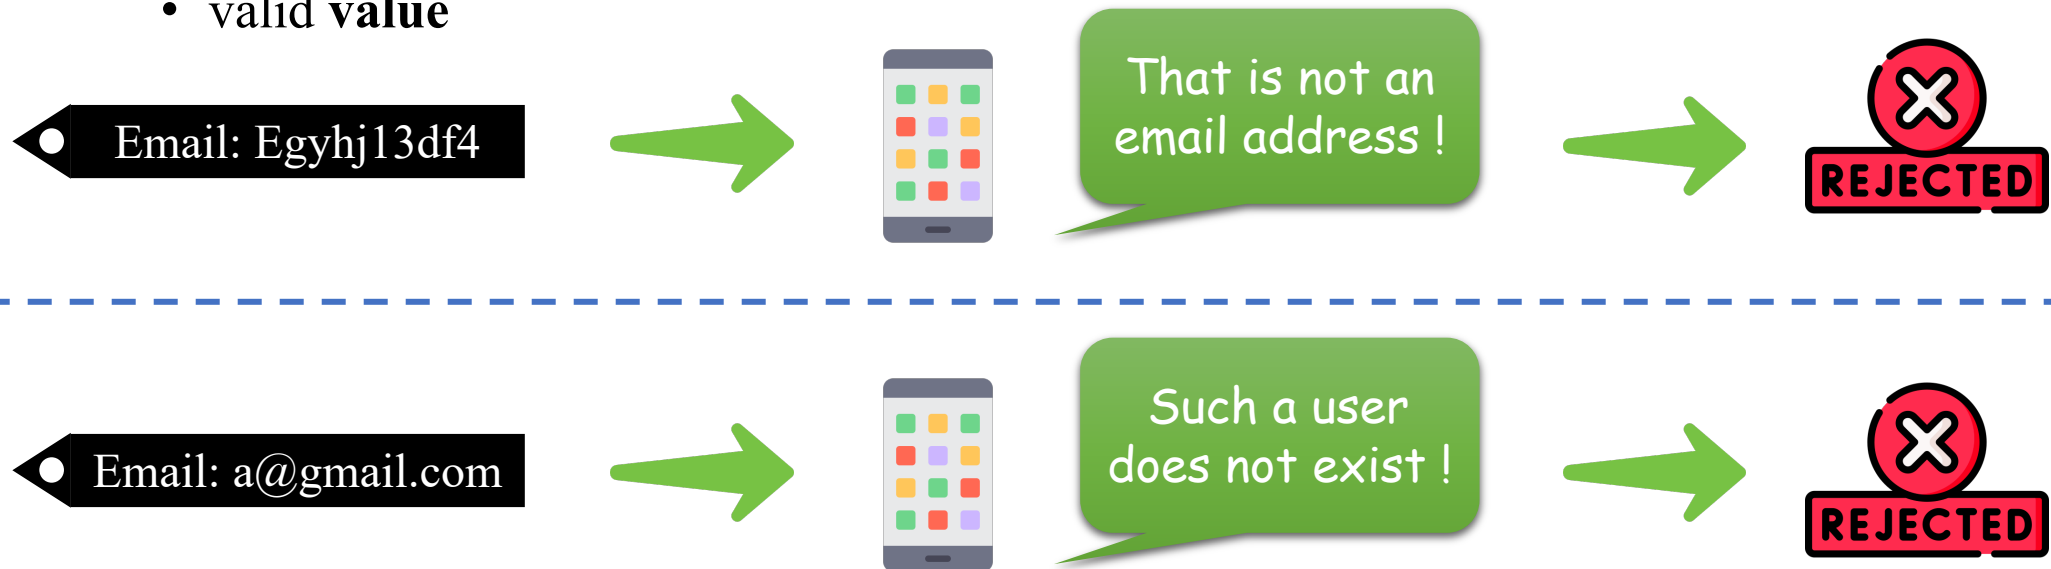 • valid value
Email: Egyhj13df4
That is not an
email address !
REJECTED
Email: a@gmail.com
Such a user
does not exist !
REJECTED